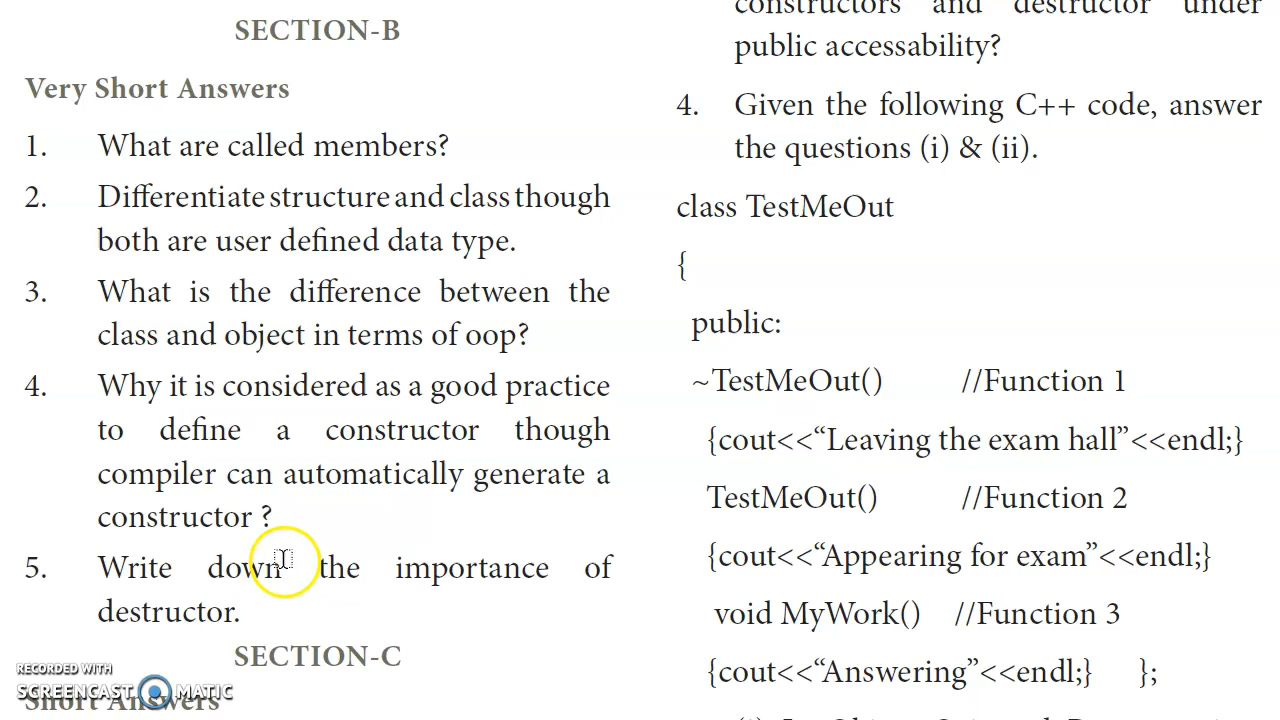 SECTION-B
Very Short Answers
1. What are called members?
2. Differentiate structure and class though
both are user defined data type.
3. What is the difference between the
class and object in terms of oop?
4. Why it is considered as a good practice
to define a constructor though
compiler can automatically generate a
constructor ?
5. Write down the importance of
destructor.
SECTION-C
Short Answers
RECORDED WITH
SCREENCAST MATIC
constructors and destructor under
public accessability?
4. Given the following C++ code, answer
the questions (i) & (ii).
class TestMeOut
{
public:
~TestMeOut() //Function 1
{cout<<“Leaving the exam hall”<<endl;}
TestMeOut() //Function 2
{cout<<“Appearing for exam”<<endl;}
void MyWork() //Function 3
{cout<<“Answering”<<endl;} };